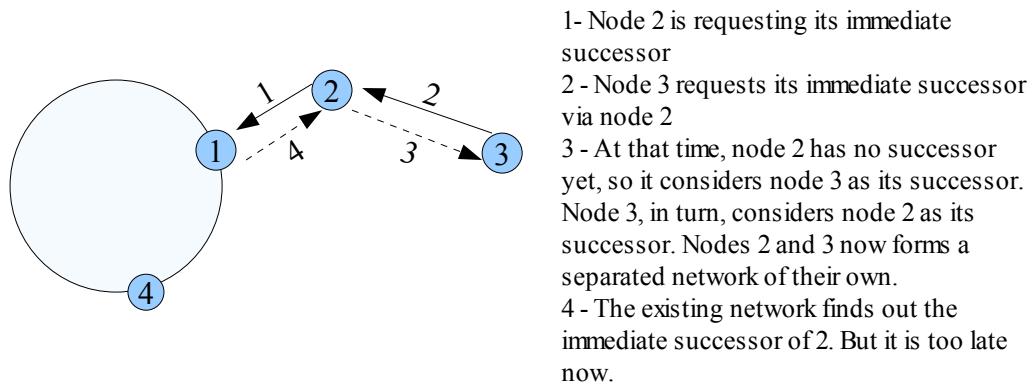 1
2
1
2
4
3
3
4
1- Node 2 is requesting its immediate
successor
2 - Node 3 requests its immediate successor
via node 2
3 - At that time, node 2 has no successor
yet, so it considers node 3 as its successor.
Node 3, in turn, considers node 2 as its
successor. Nodes 2 and 3 now forms a
separated network of their own.
4 - The existing network finds out the
immediate successor of 2. But it is too late
now.